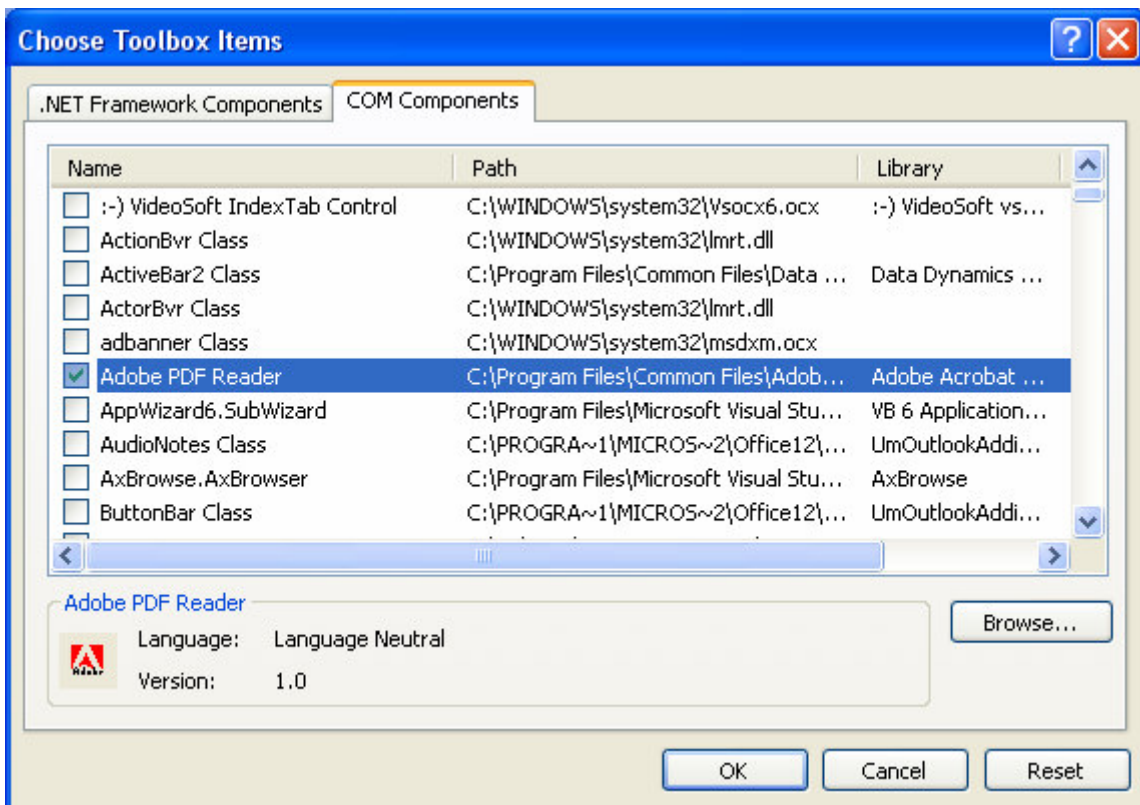 Choose Toolbox Items
.NET Framework Components COM Components
Name Path Library
:-) VideoSoft IndexTab Control C:\WINDOWS\system32\Vsocx6.ocx :-) VideoSoft vs...
ActionBvr Class C:\WINDOWS\system32\lmrt.dll
ActiveBar2 Class C:\Program Files\Common Files\Data ... Data Dynamics ...
ActorBvr Class C:\WINDOWS\system32\lmrt.dll
adbanner Class C:\WINDOWS\system32\msdxm.ocx
Adobe PDF Reader C:\Program Files\Common Files\Adob... Adobe Acrobat ...
AppWizard6.SubWizard C:\Program Files\Microsoft Visual Stu... VB 6 Application...
AudioNotes Class C:\PROGRA~1\MICROS~2\Office12\... UmOutlookAddi...
AxBrowse.AxBrowser C:\Program Files\Microsoft Visual Stu... AxBrowse
ButtonBar Class C:\PROGRA~1\MICROS~2\Office12\... UmOutlookAddi...
Adobe PDF Reader
Browse...
Language: Language Neutral
Adobe
Version: 1.0
OK Cancel Reset